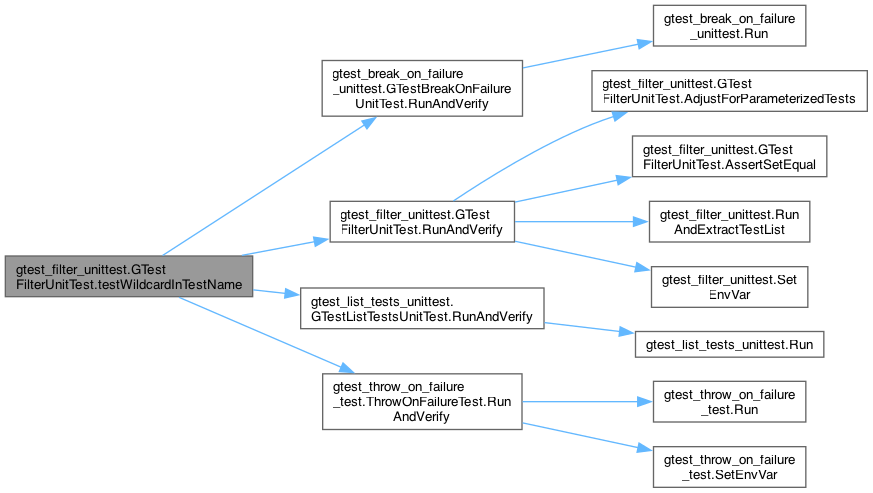 gtest_filter_unittest.GTest
FilterUnitTest.testWildcardInTestName
gtest_break_on_failure
_unittest.GTestBreakOnFailure
UnitTest.RunAndVerify
gtest_break_on_failure
_unittest.Run
gtest_filter_unittest.GTest
FilterUnitTest.RunAndVerify
gtest_filter_unittest.GTest
FilterUnitTest.AdjustForParameterizedTests
gtest_filter_unittest.GTest
FilterUnitTest.AssertSetEqual
gtest_filter_unittest.Run
AndExtractTestList
gtest_filter_unittest.Set
EnvVar
gtest_list_tests_unittest.
GTestListTestsUnitTest.RunAndVerify
gtest_list_tests_unittest.Run
gtest_throw_on_failure
_test.ThrowOnFailureTest.Run
AndVerify
gtest_throw_on_failure
_test.Run
gtest_throw_on_failure
_test.SetEnvVar